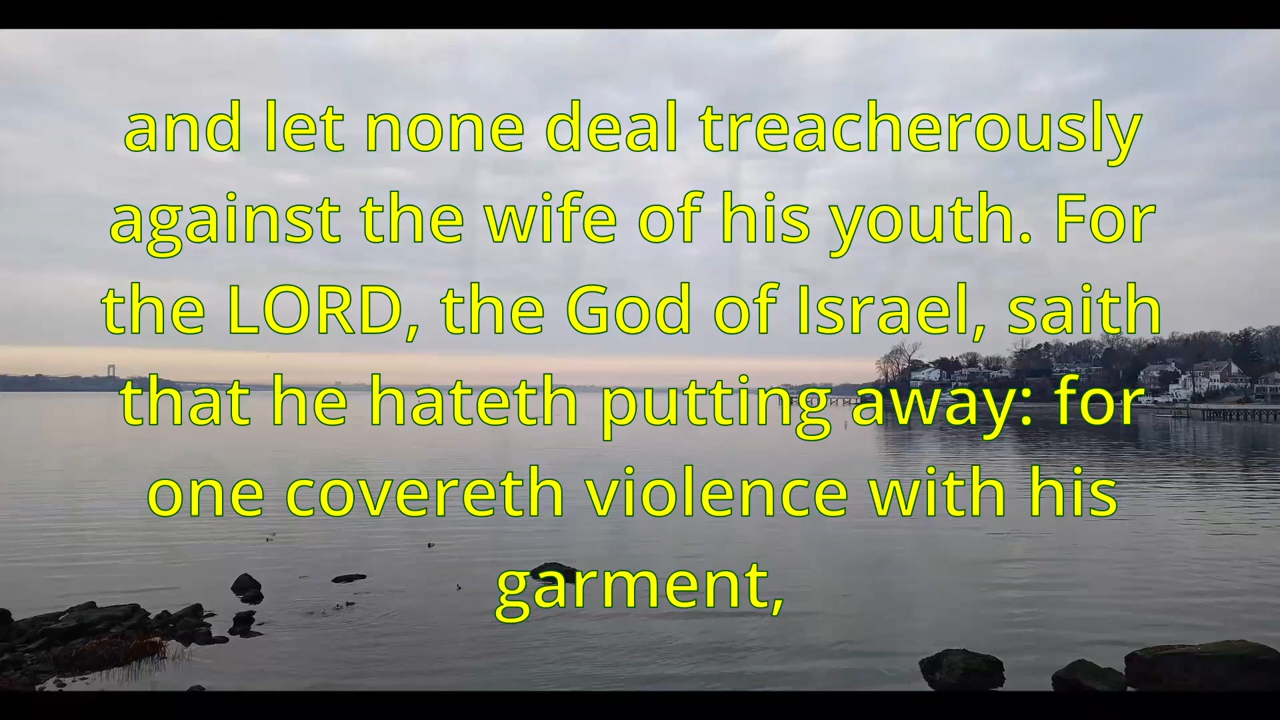 and let none deal treacherously
against the wife of his youth. For
the LORD, the God of Israel, saith
that he hateth putting away: for
one covereth violence with his
garment,